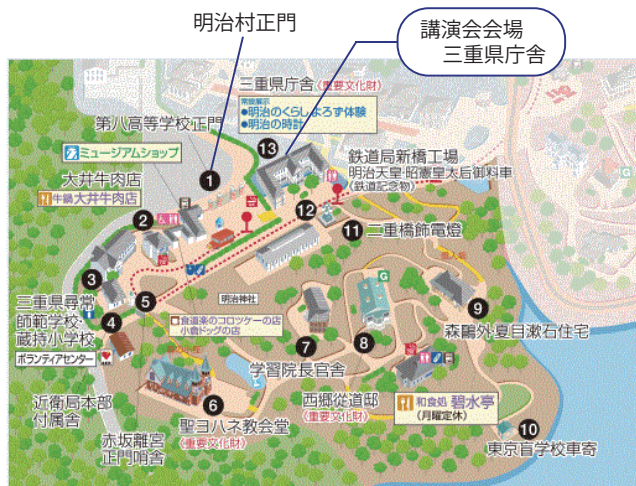 明治村正門
講演会会場
三重県庁舎
三重県庁舎(重要文化財)
常設展示
●明治のくらしよろず体験
●明治の時計
第八高等学校正門
ミュージアムショップ
13
1
鉄道局新橋工場
明治天皇・昭憲皇太后御料車
(鉄道記念物)
大井牛肉店
牛鍋大井牛肉店
2
12
11
二重橋飾電燈
3
三重県尋常
師範学校・
蔵持小学校
4
5
明治神社
食道楽のコロツケーの店
小倉ドッグの店
G
9
森鷗外・夏目漱石住宅
ボランティアセンター
7
8
学習院長官舎
近衛局本部
付属舎
6
聖ヨハネ教会堂
(重要文化財)
西郷從道邸
(重要文化財)
和食処 碧水亭
(月曜定休)
赤坂離宮
正門哨舎
10
東京盲学校車寄